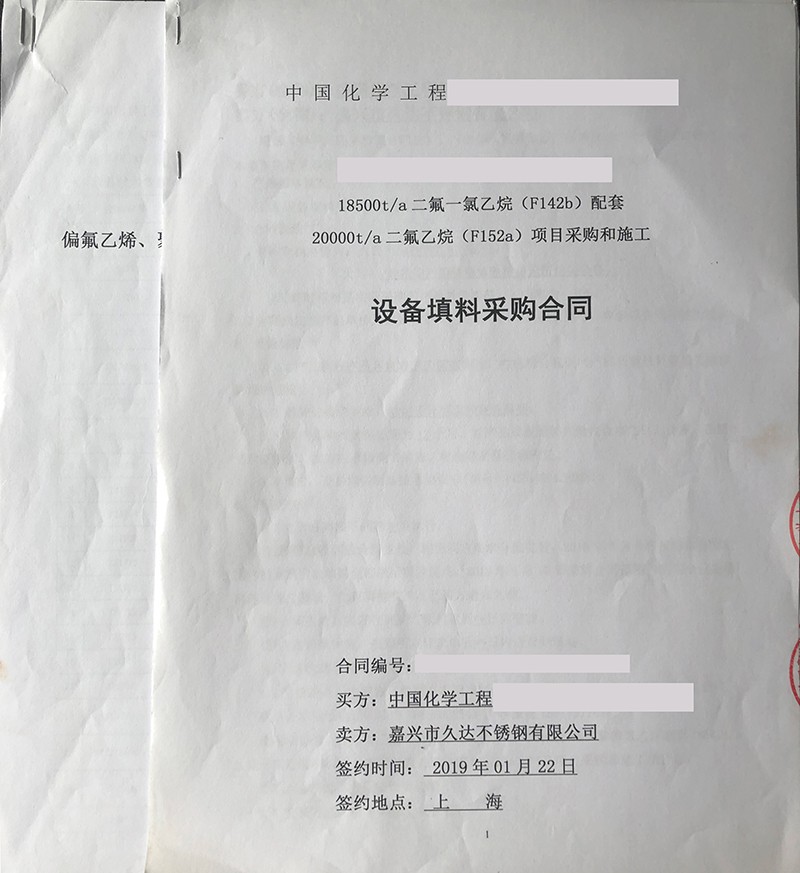 中国化学工程
18500t/a 二氟一氯乙烷（F142b）配套
20000t/a 二氟乙烷（F152a）项目采购和施工
设备填料采购合同
合同编号：
买方：中国化学工程
卖方：嘉兴市久达不锈钢有限公司
签约时间： 2019 年 01 月 22 日
签约地点： 上 海
1
偏氟乙烯、